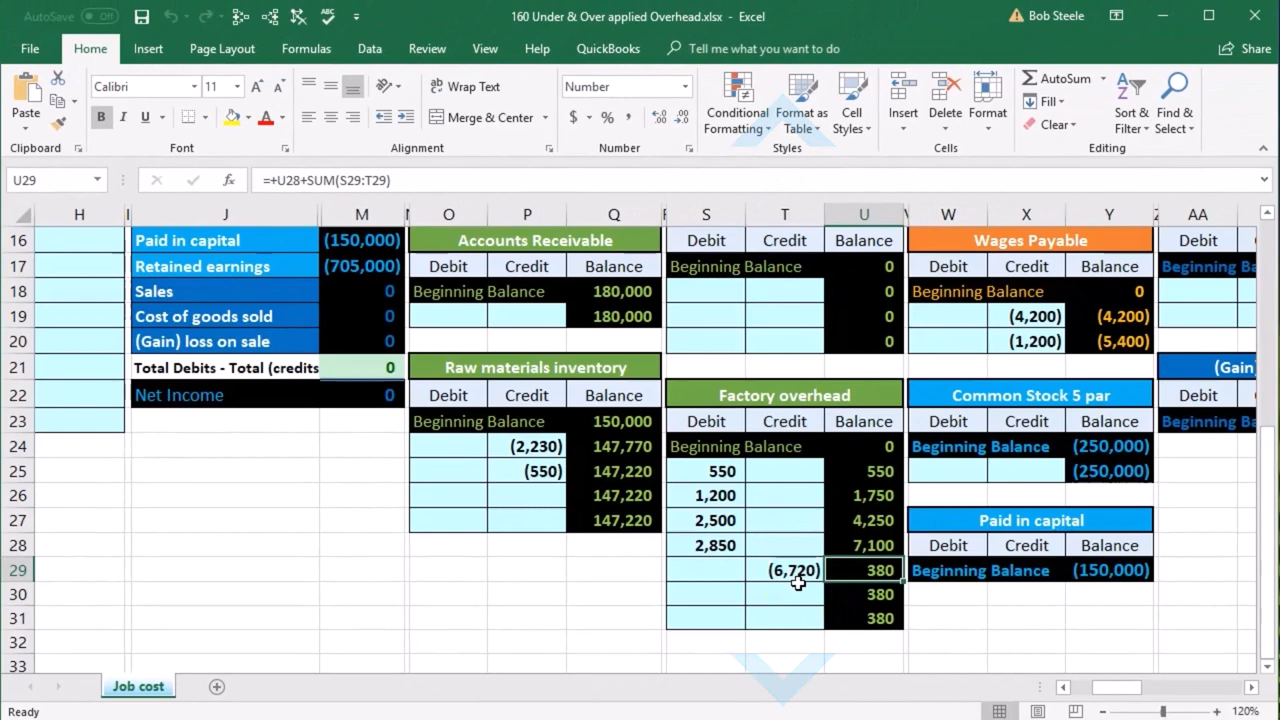 AutoSave Off
160 Under & Over applied Overhead.xlsx - Excel
Bob Steele
File Home Insert Page Layout Formulas Data Review View Help QuickBooks Tell me what you want to do Share
Paste
Calibri 11
B I U
Wrap Text
Merge & Center
Number
$ % ,
Conditional Formatting
Format as Table
Cell Styles
Insert Delete Format
AutoSum
Fill
Clear
Sort & Filter
Find & Select
Clipboard Font Alignment Number Styles Cells Editing
U29 fx =+U28+SUM(S29:T29)
H I J M O P Q S T U W X Y AA
16 Paid in capital (150,000) Accounts Receivable Debit Credit Balance Wages Payable Debit
17 Retained earnings (705,000) Debit Credit Balance Beginning Balance 0 Debit Credit Balance Beginning Ba
18 Sales 0 Beginning Balance 180,000 0 Beginning Balance 0
19 Cost of goods sold 0 180,000 0 (4,200) (4,200)
20 (Gain) loss on sale 0 0 (1,200) (5,400)
21 Total Debits - Total (credits 0 Raw materials inventory (Gain)
22 Net Income 0 Debit Credit Balance Factory overhead Common Stock 5 par Debit
23 Beginning Balance 150,000 Debit Credit Balance Debit Credit Balance Beginning Ba
24 (2,230) 147,770 Beginning Balance 0 Beginning Balance (250,000)
25 (550) 147,220 550 550 (250,000)
26 147,220 1,200 1,750
27 147,220 2,500 4,250 Paid in capital
28 2,850 7,100 Debit Credit Balance
29 (6,720) 380 Beginning Balance (150,000)
30 380
31 380
32
33
Job cost
Ready
120%